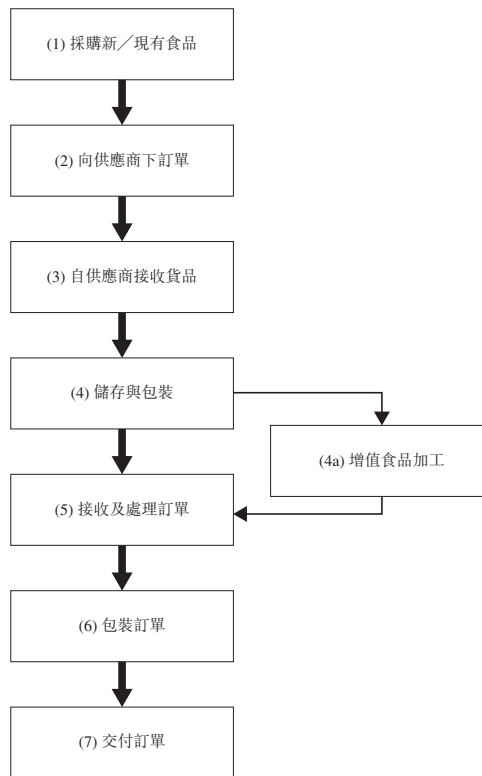 (1) 採購新／現有食品
(2) 向供應商下訂單
(3) 自供應商接收貨品
(4) 儲存與包裝
(4a) 增值食品加工
(5) 接收及處理訂單
(6) 包裝訂單
(7) 交付訂單